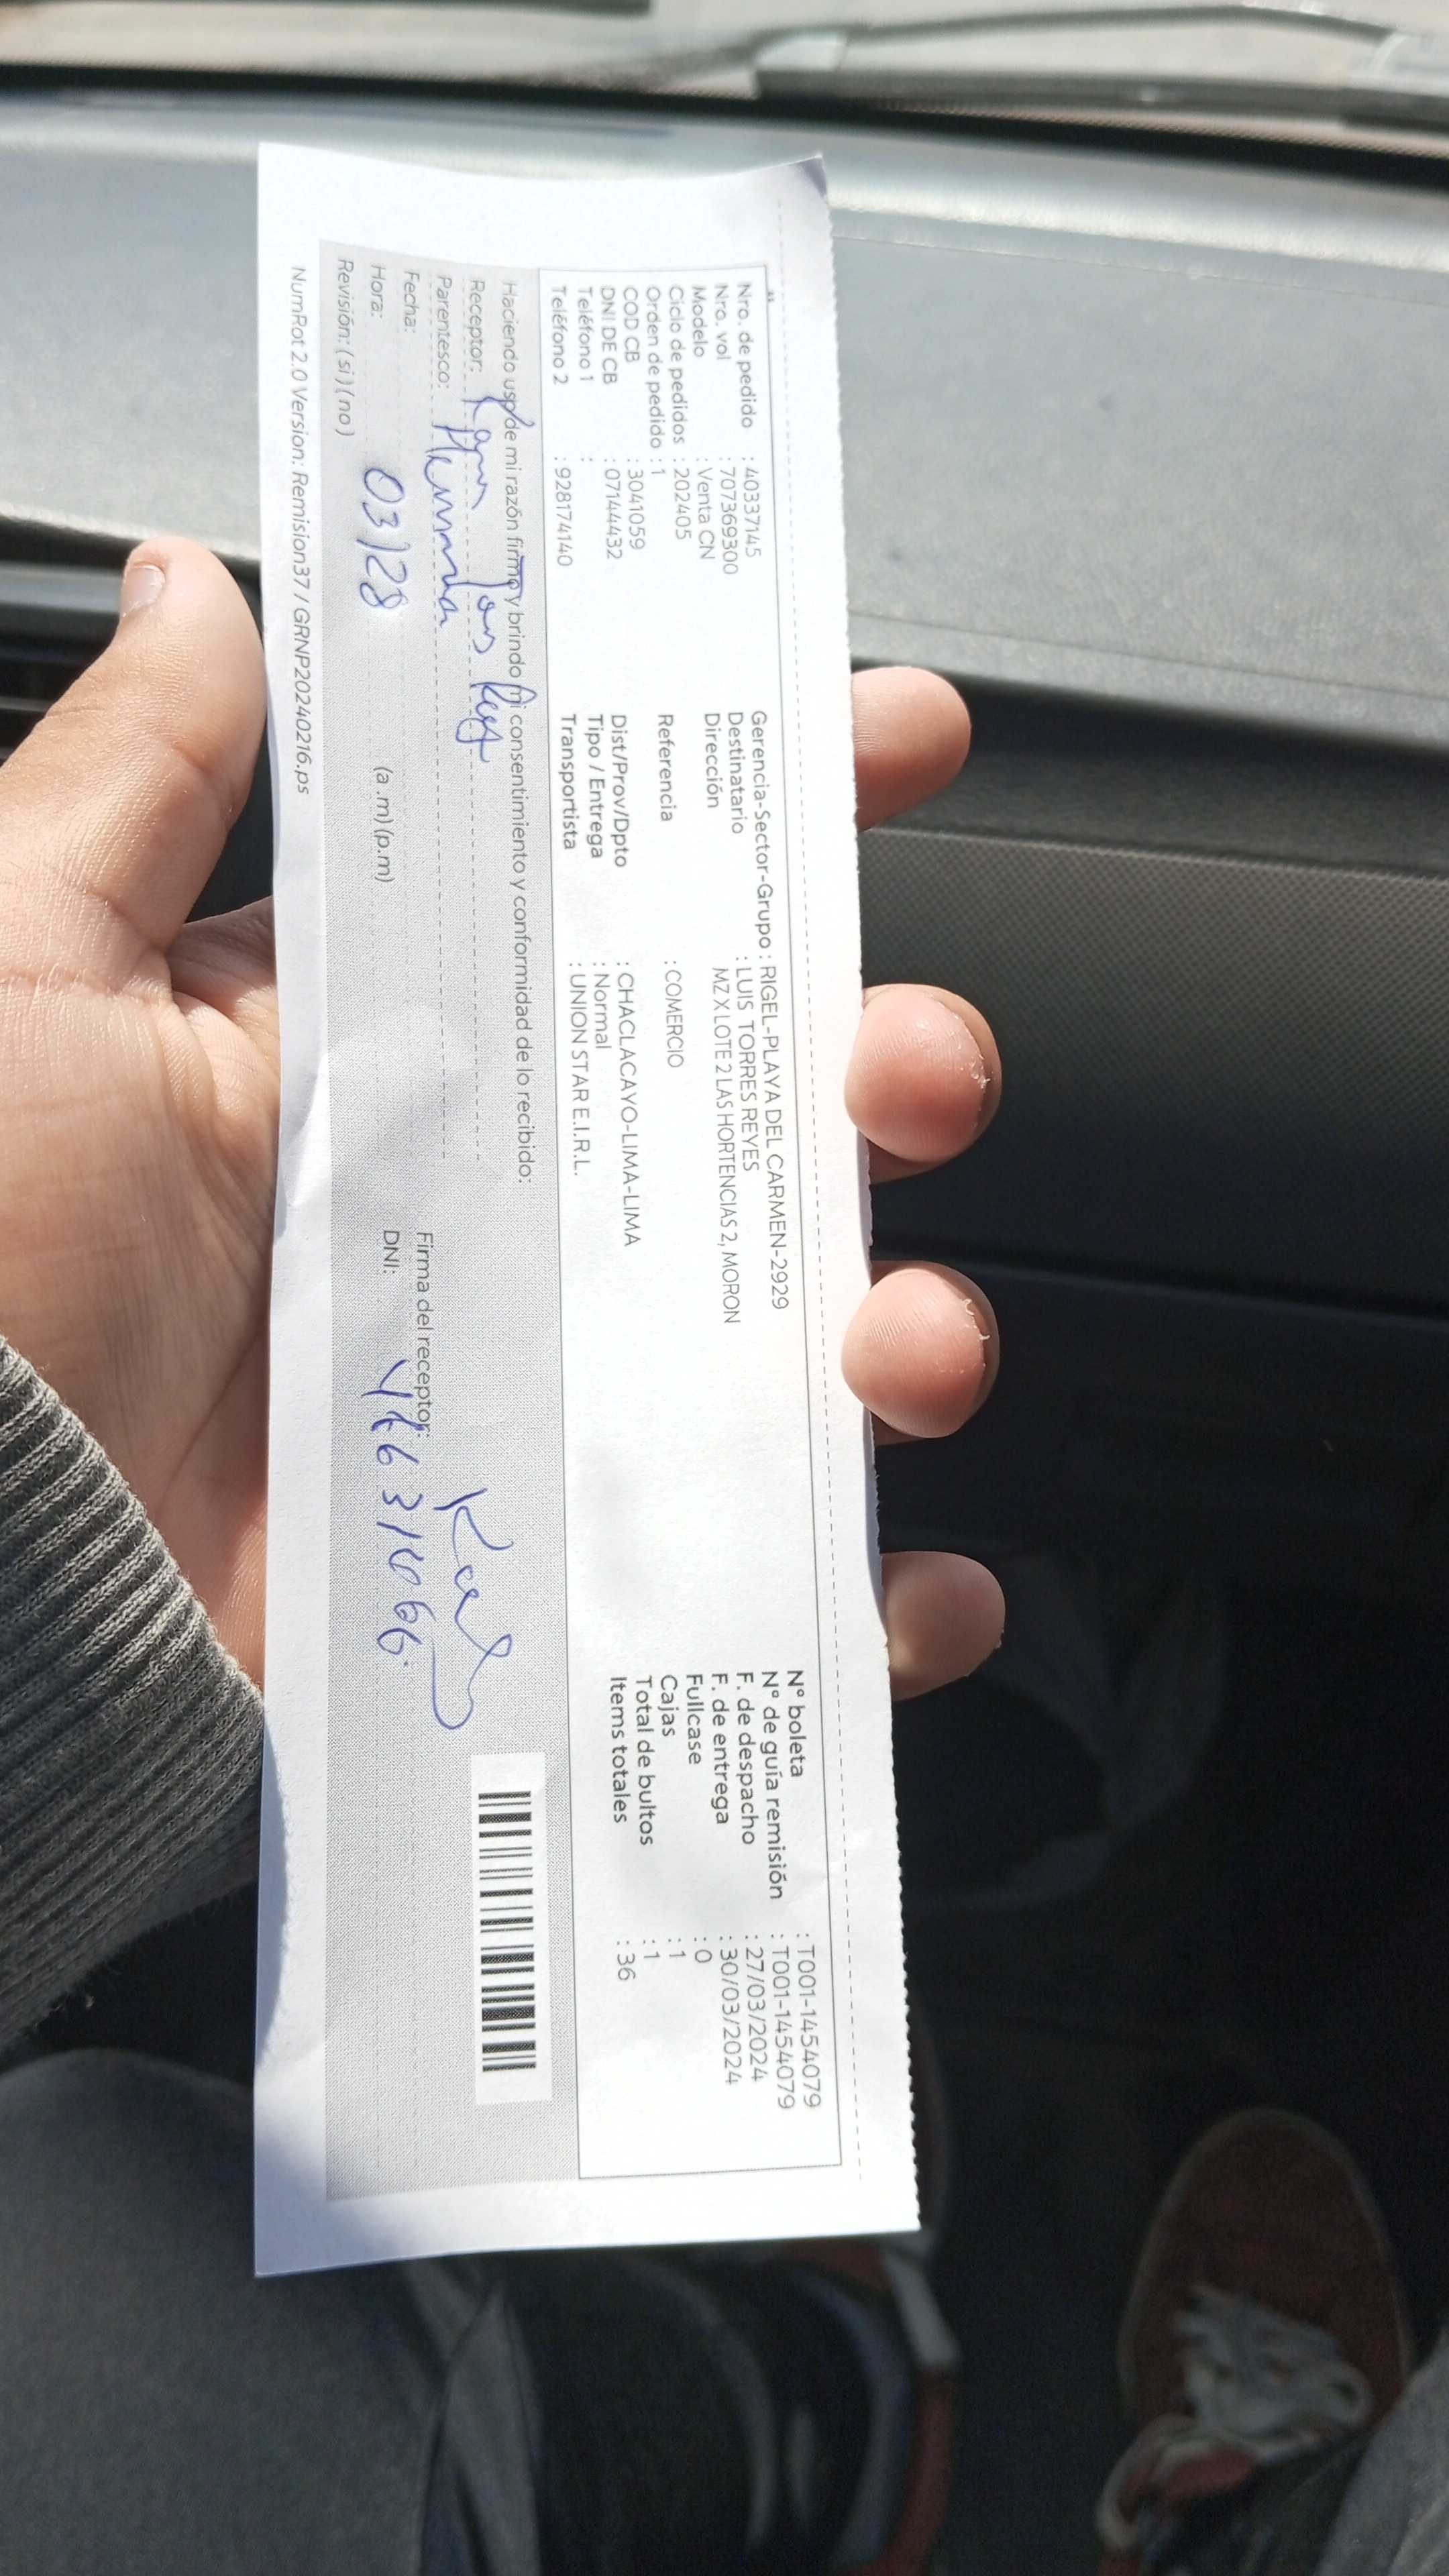 Nro. de pedido : 40337145
Nro. vol : 707369300
Modelo : Venta CN
Ciclo de pedidos : 202405
Orden de pedido : 1
COD CB : 3041059
DNI DE CB : 07144432
Teléfono 1 :
Teléfono 2 : 928174140
Gerencia-Sector-Grupo : RIGEL-PLAYA DEL CARMEN-2929
Destinatario : LUIS TORRES REYES
Dirección MZ X LOTE 2 LAS HORTENCIAS 2, MORON
Referencia : COMERCIO
Dist/Prov/Dpto : CHACLACAYO-LIMA-LIMA
Tipo / Entrega : Normal
Transportista : UNION STAR E.I.R.L.
N° boleta : T001-1454079
N° de guía remisión : T001-1454079
F. de despacho : 27/03/2024
F. de entrega : 30/03/2024
Fullcase : 0
Cajas : 1
Total de bultos : 1
Items totales : 36
Haciendo uso de mi razón firmo y brindo mi consentimiento y conformidad de lo recibido:
Receptor:
Parentesco:
Fecha:
Hora: 03:28 (a .m) (p.m)
Revisión: ( si ) ( no )
Firma del receptor:
DNI:
NumRot 2.0 Version: Remision37 / GRNP20240216.ps